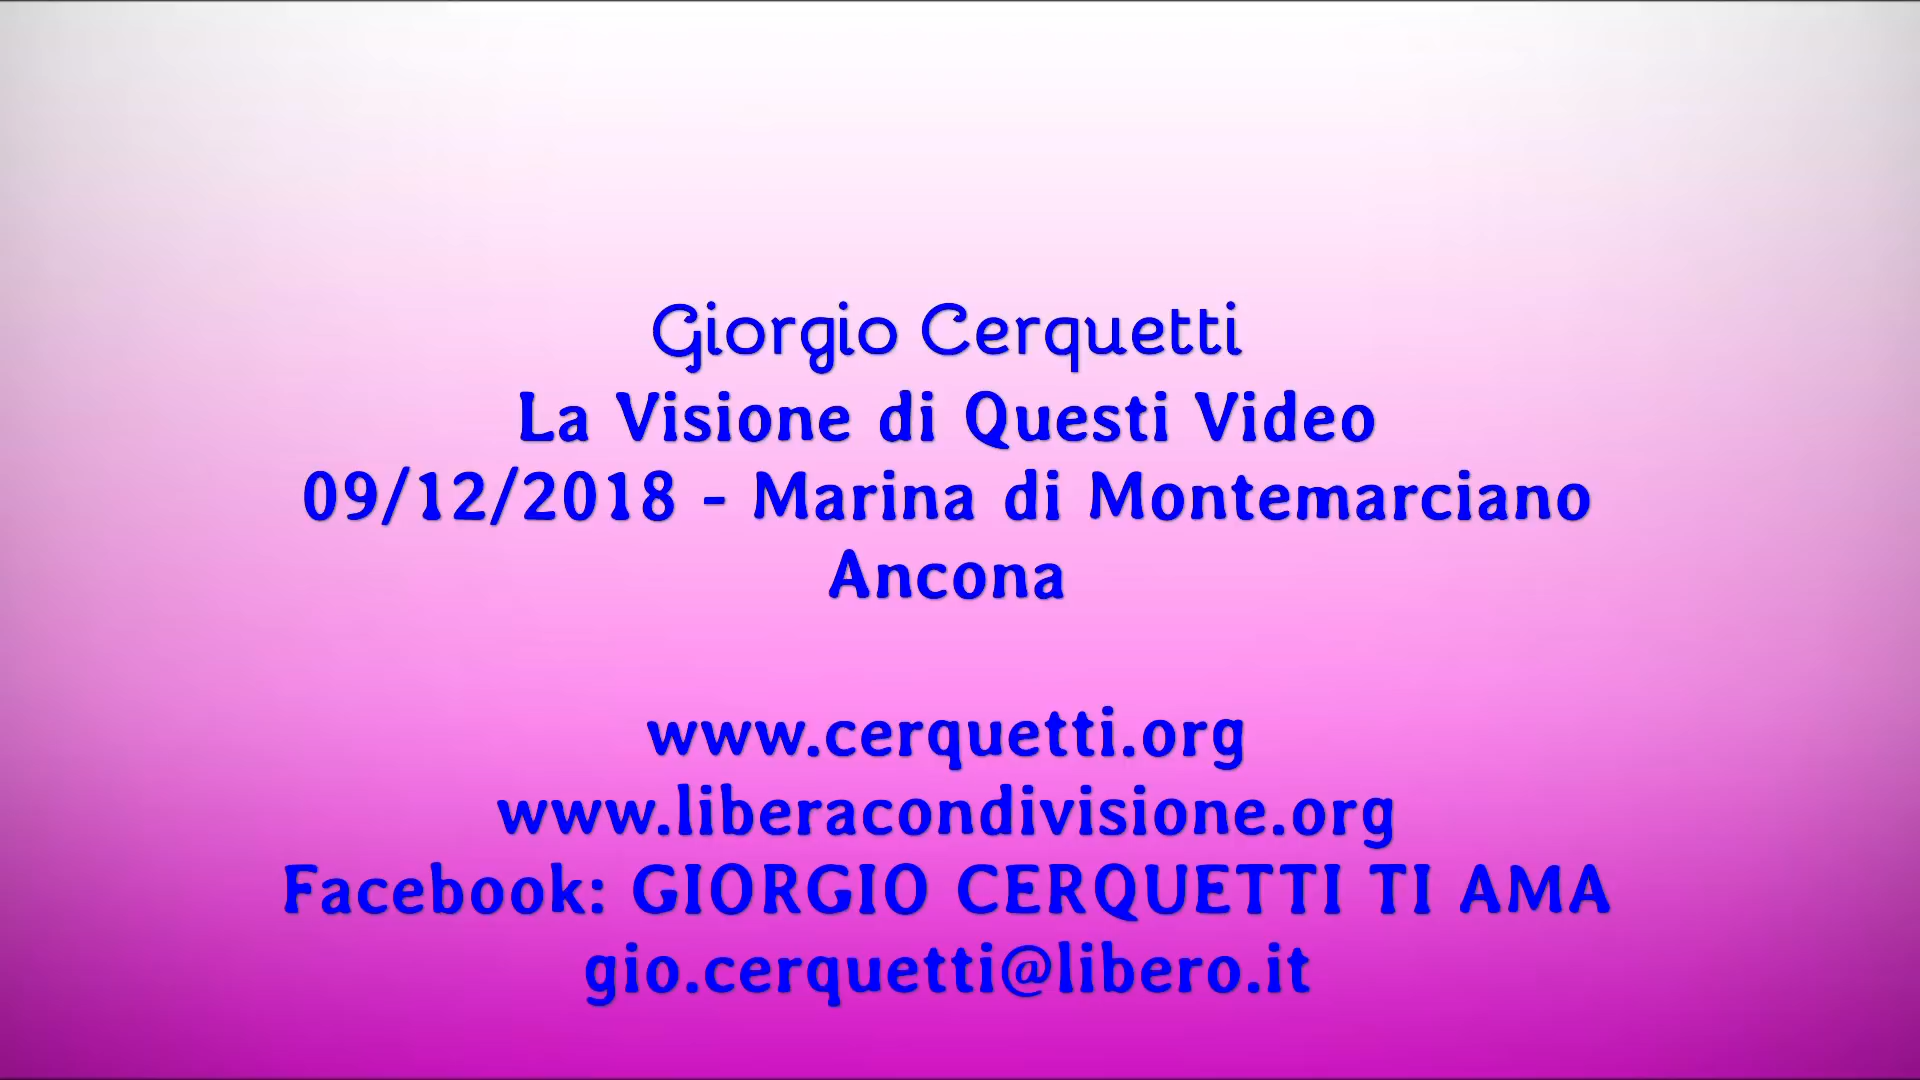 Giorgio Cerquetti
La Visione di Questi Video
09/12/2018 - Marina di Montemarciano
Ancona
www.cerquetti.org
www.liberacondivisione.org
Facebook: GIORGIO CERQUETTI TI AMA
gio.cerquetti@libero.it